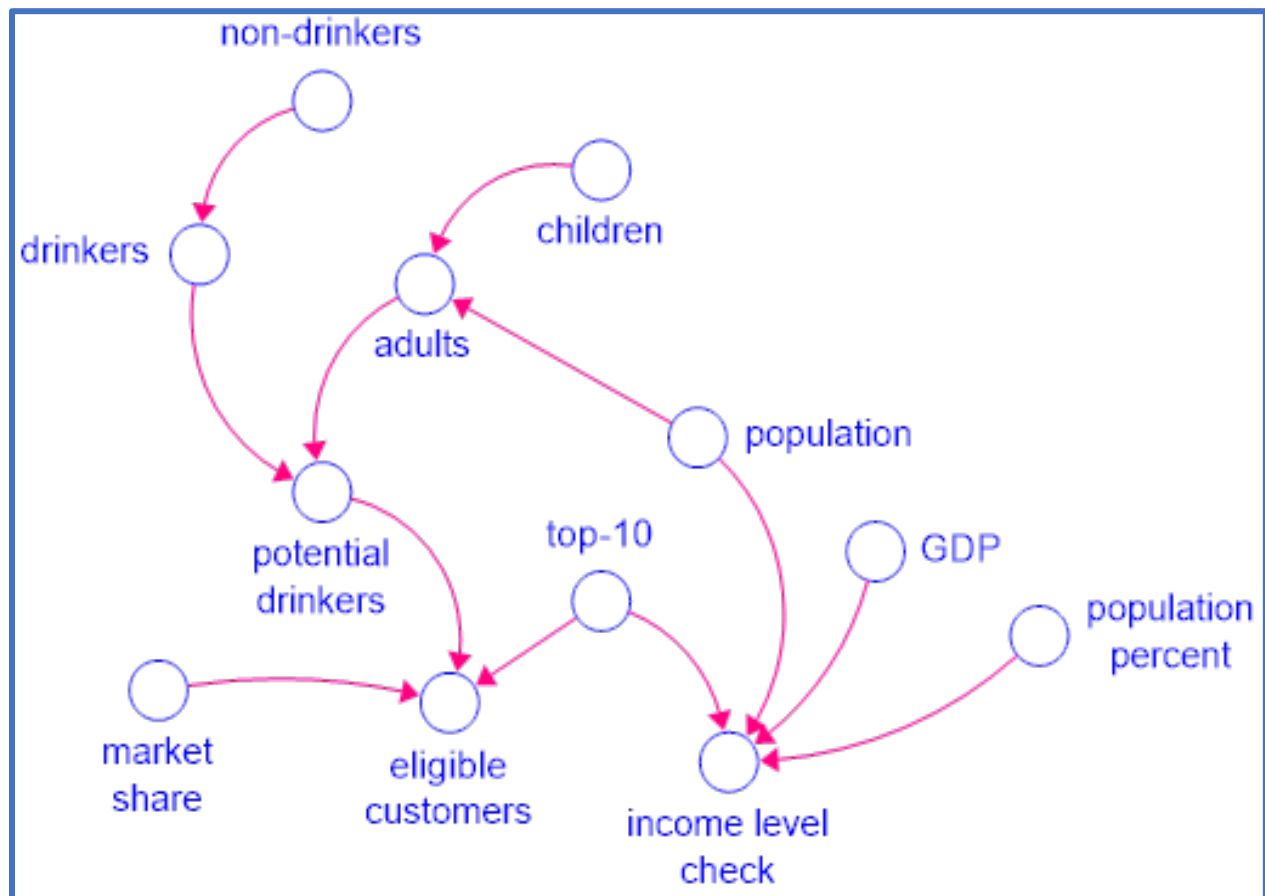 non-drinkers
children
drinkers
adults
population
top-10
GDP
potential
drinkers
population
percent
market
share
eligible
customers
income level
check